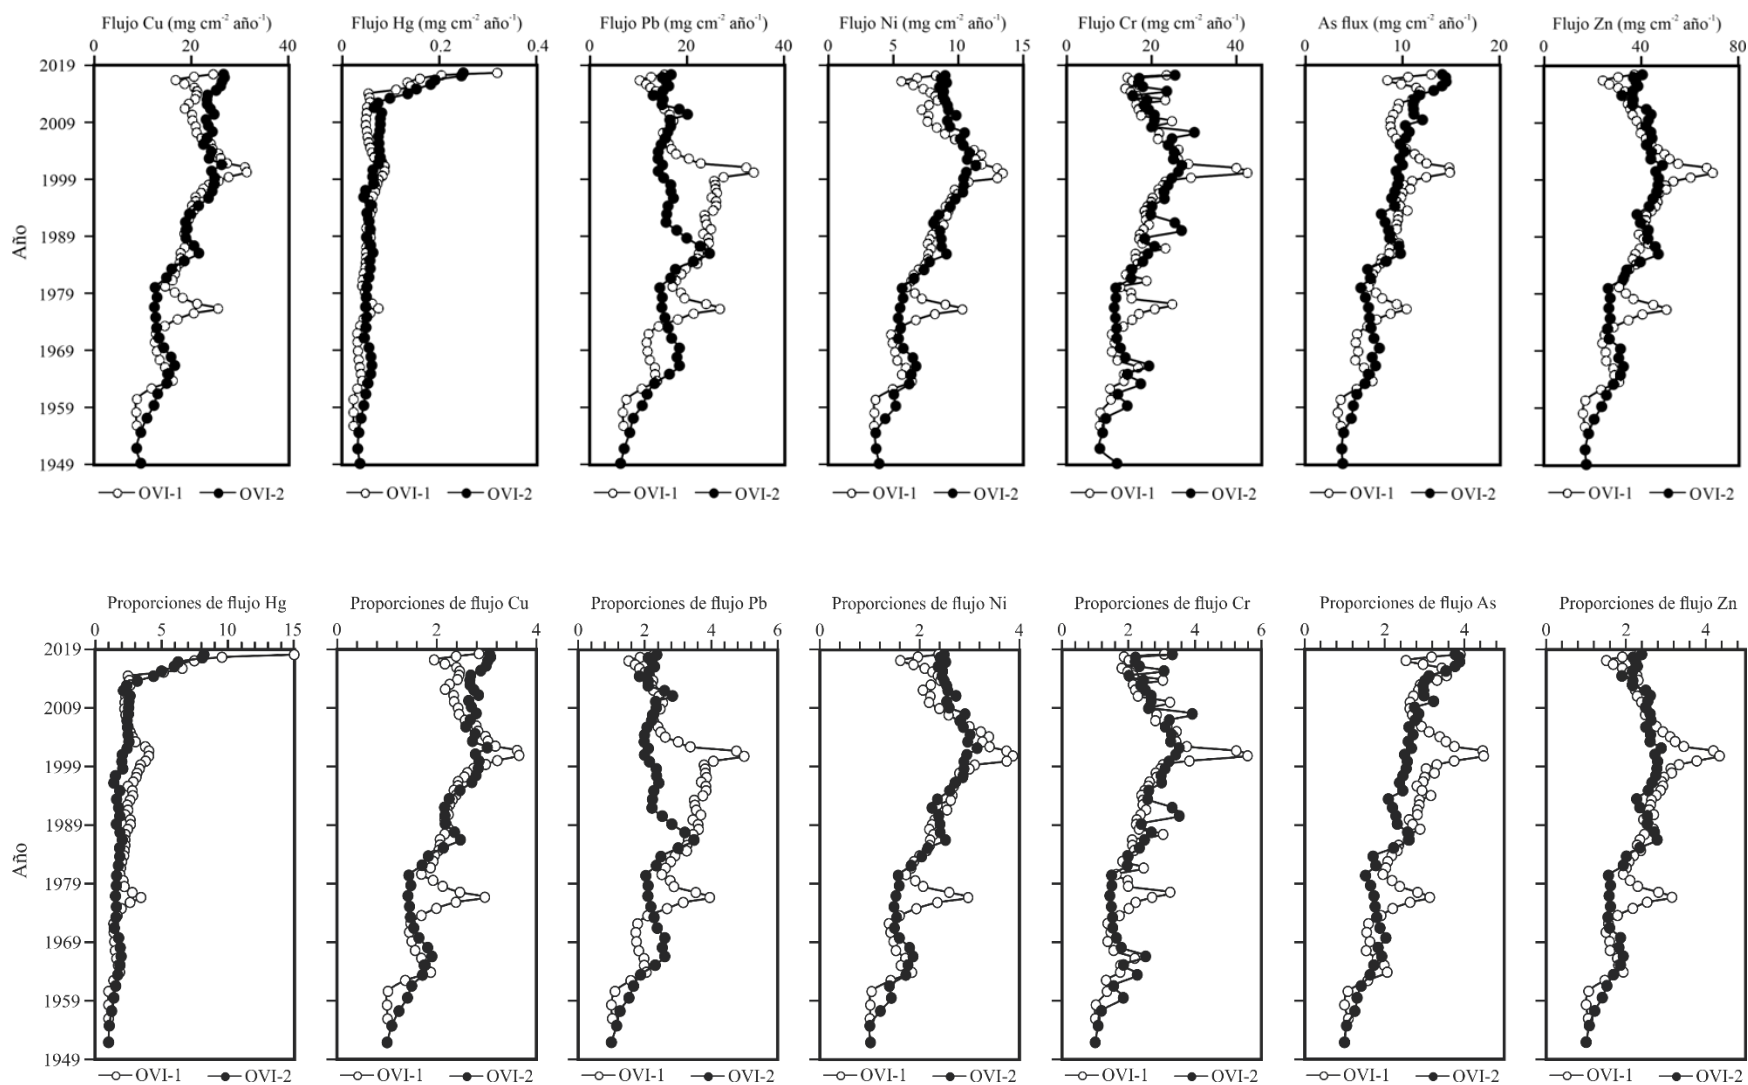 Flujo Cu (mg cm⁻² año⁻¹) Flujo Hg (mg cm⁻² año⁻¹) Flujo Pb (mg cm⁻² año⁻¹) Flujo Ni (mg cm⁻² año⁻¹) Flujo Cr (mg cm⁻² año⁻¹) As flux (mg cm⁻² año⁻¹) Flujo Zn (mg cm⁻² año⁻¹)
0 20 40 0 0.2 0.4 0 20 40 0 5 10 15 0 20 40 0 10 20 0 40 80
2019
2009
1999
1989
1979
1969
1959
1949
Año
OVI-1 OVI-2 OVI-1 OVI-2 OVI-1 OVI-2 OVI-1 OVI-2 OVI-1 OVI-2 OVI-1 OVI-2 OVI-1 OVI-2
Proporciones de flujo Hg Proporciones de flujo Cu Proporciones de flujo Pb Proporciones de flujo Ni Proporciones de flujo Cr Proporciones de flujo As Proporciones de flujo Zn
0 5 10 15 0 2 4 0 2 4 6 0 2 4 0 2 4 6 0 2 4 0 2 4
2019
2009
1999
1989
1979
1969
1959
1949
Año
OVI-1 OVI-2 OVI-1 OVI-2 OVI-1 OVI-2 OVI-1 OVI-2 OVI-1 OVI-2 OVI-1 OVI-2 OVI-1 OVI-2